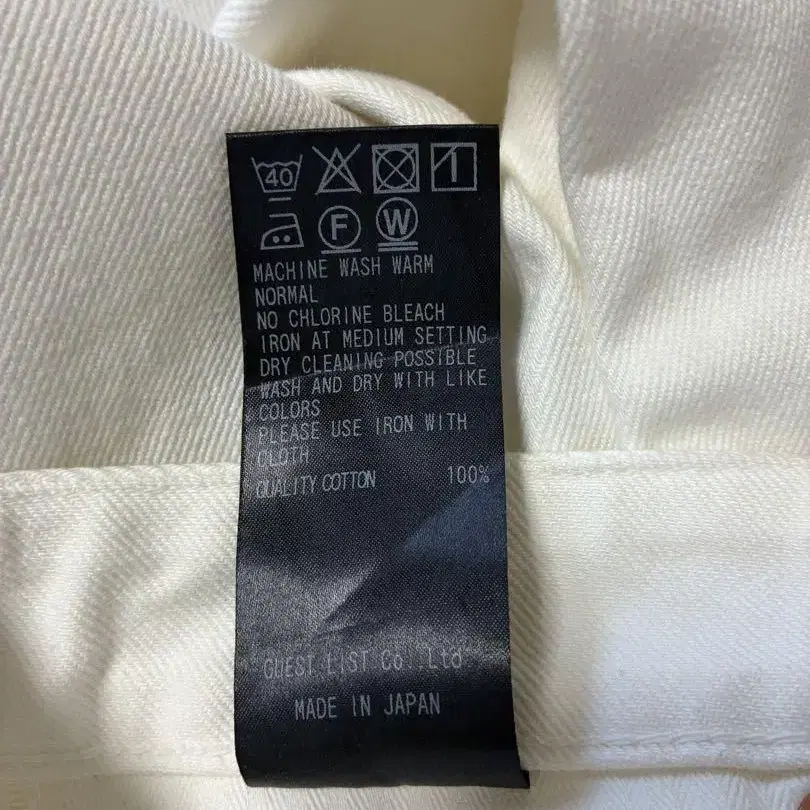 40
F W
MACHINE WASH WARM
NORMAL
NO CHLORINE BLEACH
IRON AT MEDIUM SETTING
DRY CLEANING POSSIBLE
WASH AND DRY WITH LIKE
COLORS
PLEASE USE IRON WITH
CLOTH
QUALITY COTTON 100%
GUEST LIST Co.,Ltd
MADE IN JAPAN